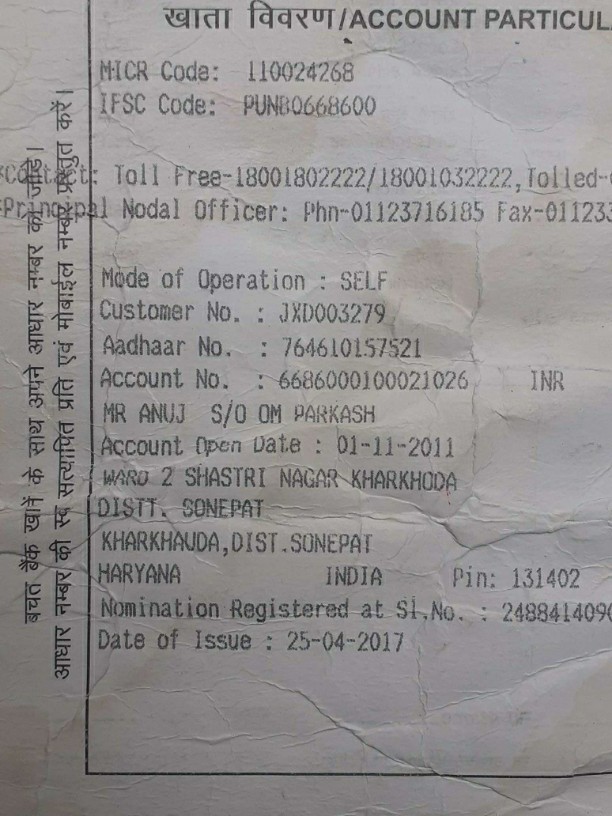 खाता विवरण/ACCOUNT PARTICUL
MICR Code: 110024268
IFSC Code: PUNB0668600
Toll Free-18001802222/18001032222,Tolled-
Principal Nodal Officer: Phn-01123716185 Fax-011233
Mode of Operation : SELF
Customer No. : JXD003279
Aadhaar No. : 764610157521
Account No. : 6686000100021026 INR
MR ANUJ S/O OM PARKASH
Account Open Date : 01-11-2011
WARD 2 SHASTRI NAGAR KHARKHODA
DISTT. SONEPAT
KHARKHAUDA,DIST.SONEPAT
HARYANA INDIA Pin: 131402
Nomination Registered at Sl.No. : 248841409
Date of Issue : 25-04-2017
बचत बैंक खाने के साथ अपने आधार नम्बर को जोड़ें।
आधार नम्बर की स्व सत्यापित प्रति एवं मोबाईल नम्बर प्रस्तुत करें।